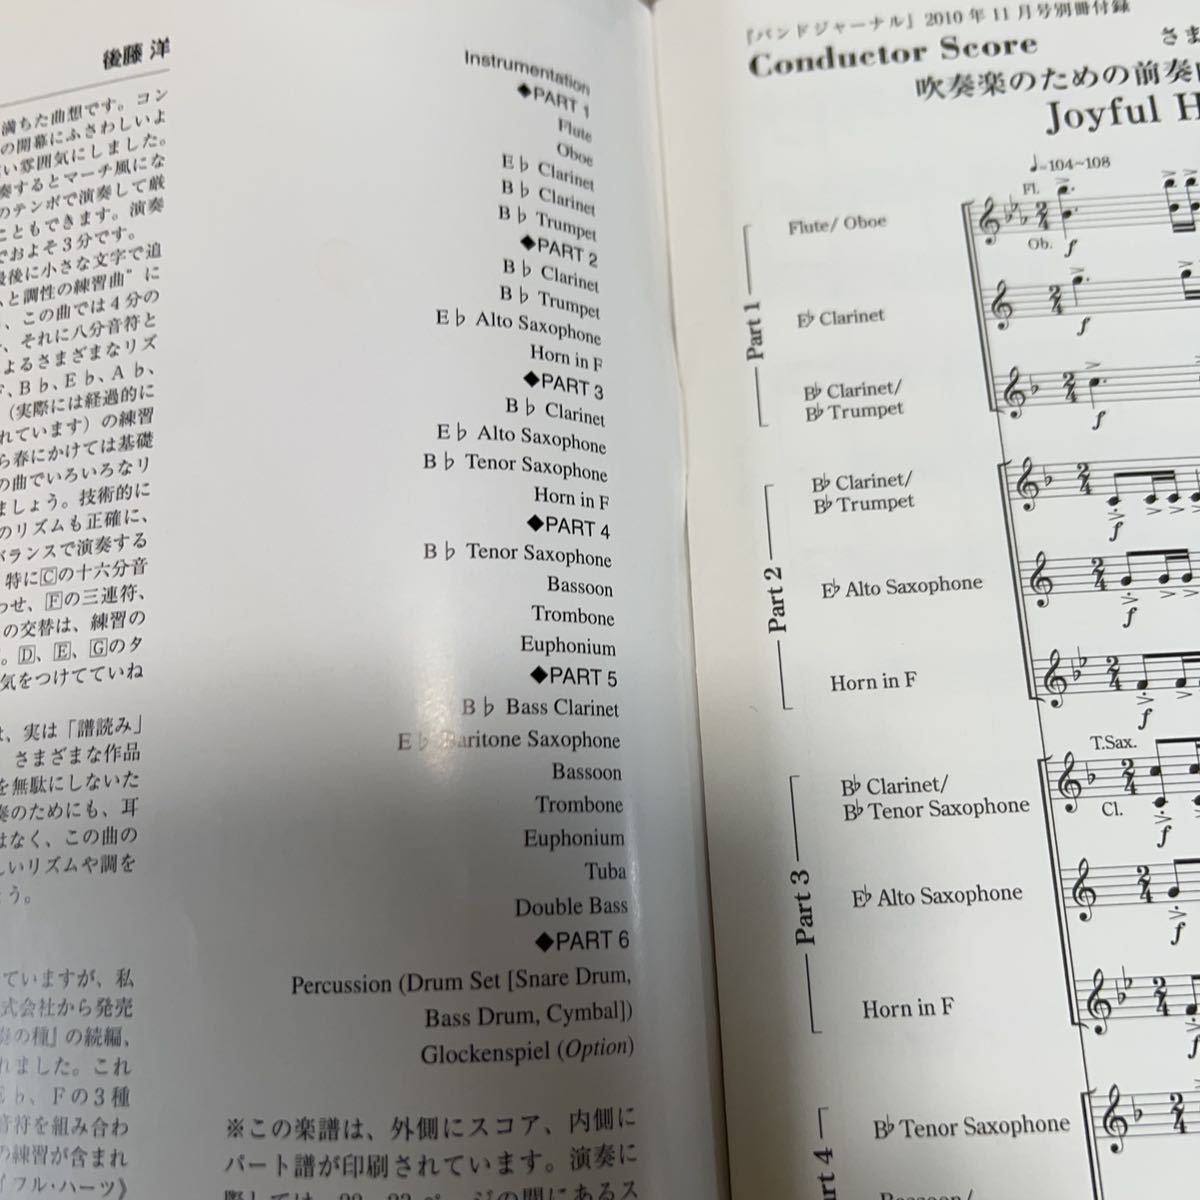 後藤 洋
満ちた曲想です。コン
の開幕にふさわしいよ
い雰囲気にしました。
奏するとマーチ風にな
のテンポで演奏して厳
こともできます。演奏
でおよそ3分です。
最後に小さな文字で追
ムと調性の練習曲" に
、この曲では4分の
、それに八分音符と
よるさまざまなリズ
F、B♭、E♭、A♭、
(実際には経過的に
れています) の練習
ら春にかけては基礎
の曲でいろいろなリ
ましょう。技術的に
のリズムも正確に、
バランスで演奏する
特にCの十六分音
わせ、Fの三連符、
の交替は、練習の
。D、E、Gのタ
気をつけてていね
は、実は「譜読み」
さまざまな作品
を無駄にしないた
奏のためにも、耳
はなく、この曲の
しいリズムや調を
ょう。
ていますが、私
式会社から発売
奏の種』の続編、
れました。これ
E♭、Fの3種
音符を組み合わ
の練習が含まれ
イフル・ハーツ》
Instrumentation
◆PART 1
Flute
Oboe
E♭ Clarinet
B♭ Clarinet
B♭ Trumpet
◆PART 2
B♭ Clarinet
B♭ Trumpet
E♭ Alto Saxophone
Horn in F
◆PART 3
B♭ Clarinet
E♭ Alto Saxophone
B♭ Tenor Saxophone
Horn in F
◆PART 4
B♭ Tenor Saxophone
Bassoon
Trombone
Euphonium
◆PART 5
B♭ Bass Clarinet
E♭ Baritone Saxophone
Bassoon
Trombone
Euphonium
Tuba
Double Bass
◆PART 6
Percussion (Drum Set [Snare Drum,
Bass Drum, Cymbal])
Glockenspiel (Option)
※この楽譜は、外側にスコア、内側に
パート譜が印刷されています。演奏に
『バンドジャーナル』2010年11月号別冊付録
Conductor Score
さま
吹奏楽のための前奏曲
Joyful H
♩=104~108
Part 1
Flute/ Oboe
Fl.
Ob.
f
E♭ Clarinet
f
B♭ Clarinet/
B♭ Trumpet
f
Part 2
B♭ Clarinet/
B♭ Trumpet
f
E♭ Alto Saxophone
f
Horn in F
f
Part 3
T.Sax.
B♭ Clarinet/
B♭ Tenor Saxophone
Cl.
f
E♭ Alto Saxophone
f
Horn in F
f
B♭ Tenor Saxophone